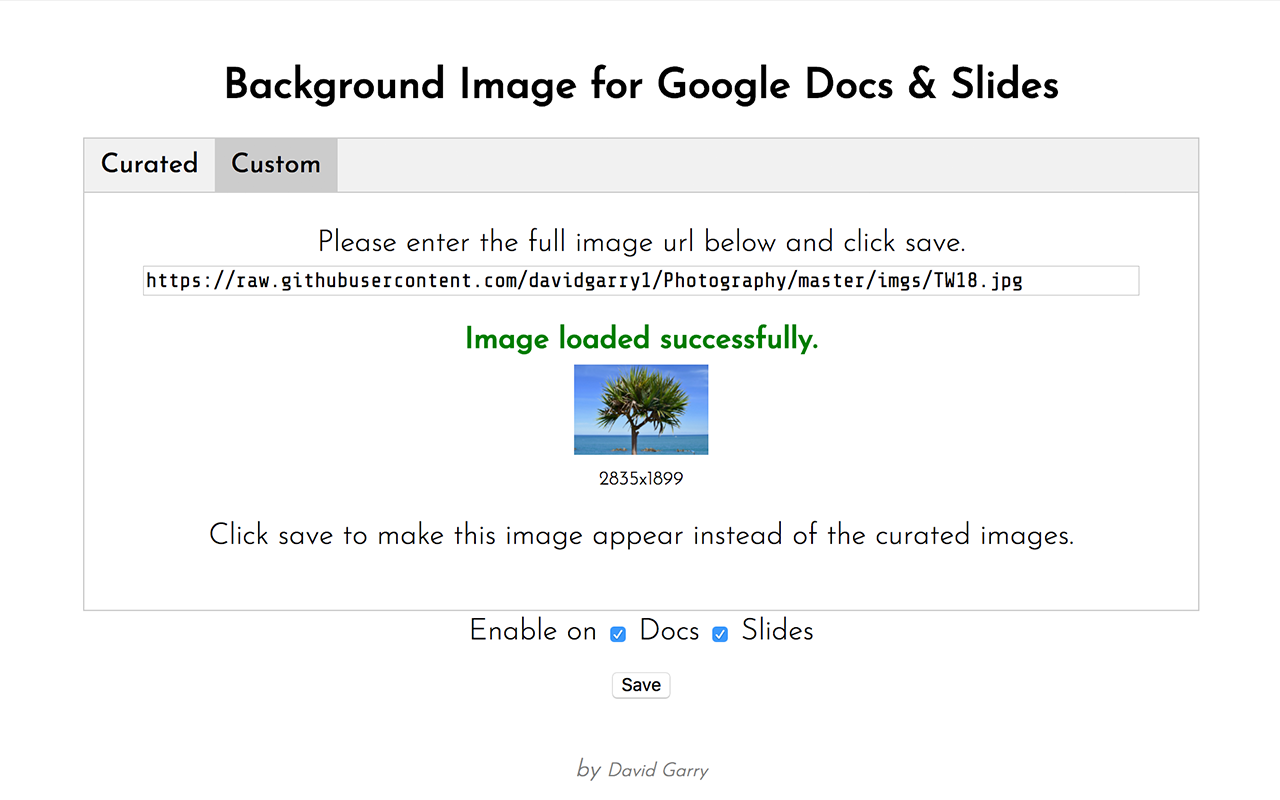 Background Image for Google Docs & Slides
Curated Custom
Please enter the full image url below and click save.
https://raw.githubusercontent.com/davidgarry1/Photography/master/imgs/TW18.jpg
Image loaded successfully.
2835x1899
Click save to make this image appear instead of the curated images.
Enable on Docs Slides
Save
by David Garry